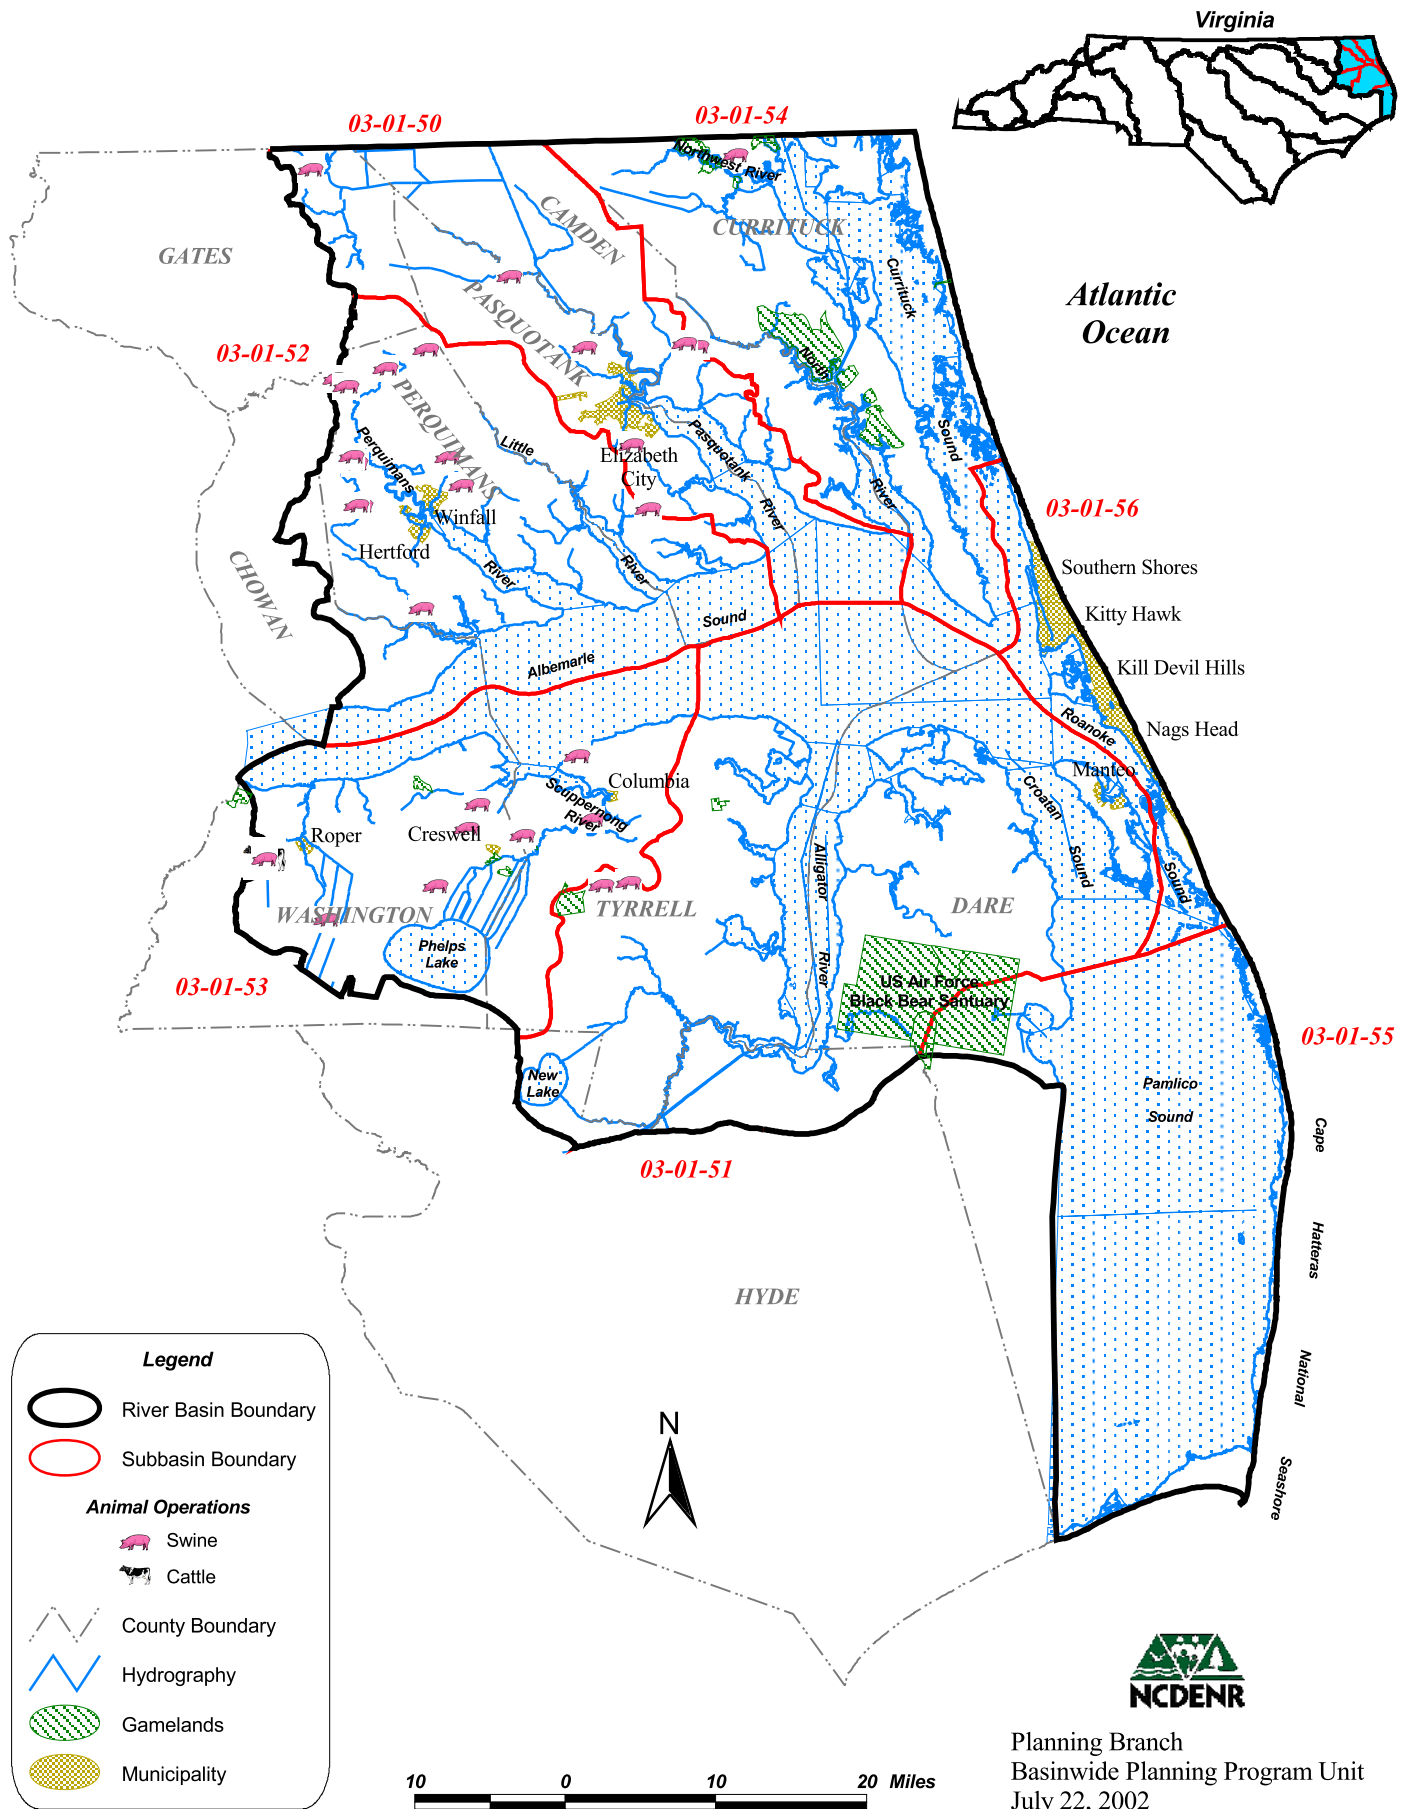 Virginia
03-01-50
03-01-54
Northwest River
CAMDEN
CURRITUCK
GATES
Currituck
Atlantic
Ocean
PASQUOTANK
03-01-52
North
PERQUIMANS
Sound
Perquimans
Little
Pasquotank
Elizabeth
City
River
River
03-01-56
Winfall
Hertford
River
River
CHOWAN
Southern Shores
Sound
Kitty Hawk
Albemarle
Kill Devil Hills
Roanoke
Nags Head
Columbia
Manteo
Scuppernong
River
Croatan
Roper
Creswell
Alligator
Sound
Sound
WASHINGTON
TYRRELL
DARE
Phelps
Lake
River
03-01-53
US Air Force
Black Bear Santuary
03-01-55
New
Lake
Pamlico
Sound
Cape
03-01-51
Hatteras
HYDE
National
Seashore
Legend
River Basin Boundary
Subbasin Boundary
Animal Operations
Swine
Cattle
County Boundary
Hydrography
Gamelands
Municipality
N
10 0 10 20 Miles
NCDENR
Planning Branch
Basinwide Planning Program Unit
July 22, 2002